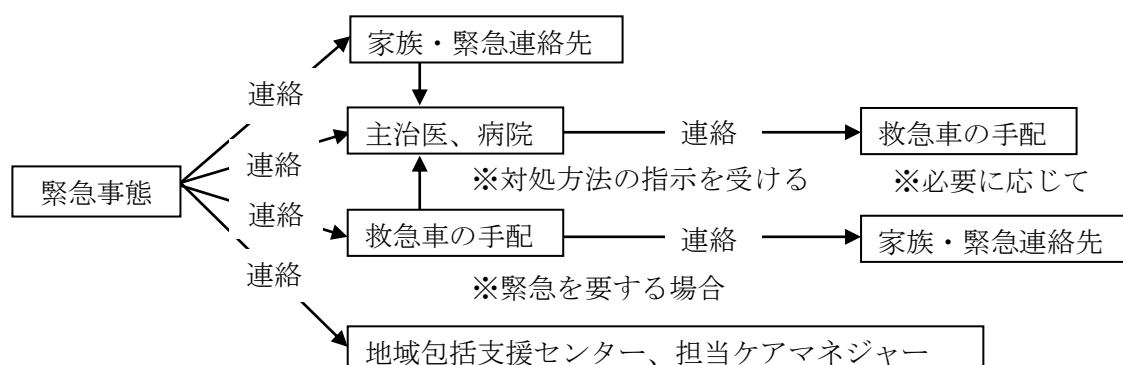 家族・緊急連絡先
連絡
主治医、病院
連絡
救急車の手配
連絡
※対処方法の指示を受ける
※必要に応じて
緊急事態
連絡
救急車の手配
連絡
家族・緊急連絡先
連絡
※緊急を要する場合
地域包括支援センター、担当ケアマネジャー